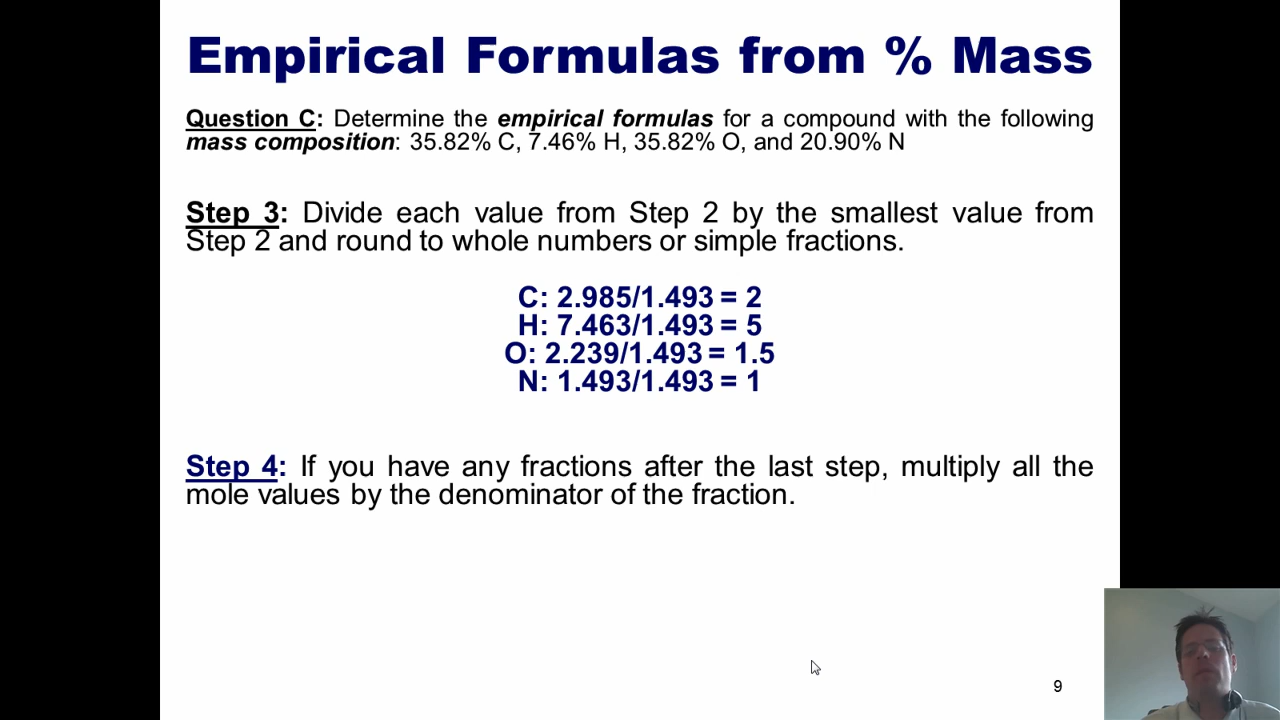 Empirical Formulas from % Mass
Question C: Determine the empirical formulas for a compound with the following
mass composition: 35.82% C, 7.46% H, 35.82% O, and 20.90% N
Step 3: Divide each value from Step 2 by the smallest value from
Step 2 and round to whole numbers or simple fractions.
C: 2.985/1.493 = 2
H: 7.463/1.493 = 5
O: 2.239/1.493 = 1.5
N: 1.493/1.493 = 1
Step 4: If you have any fractions after the last step, multiply all the
mole values by the denominator of the fraction.
9